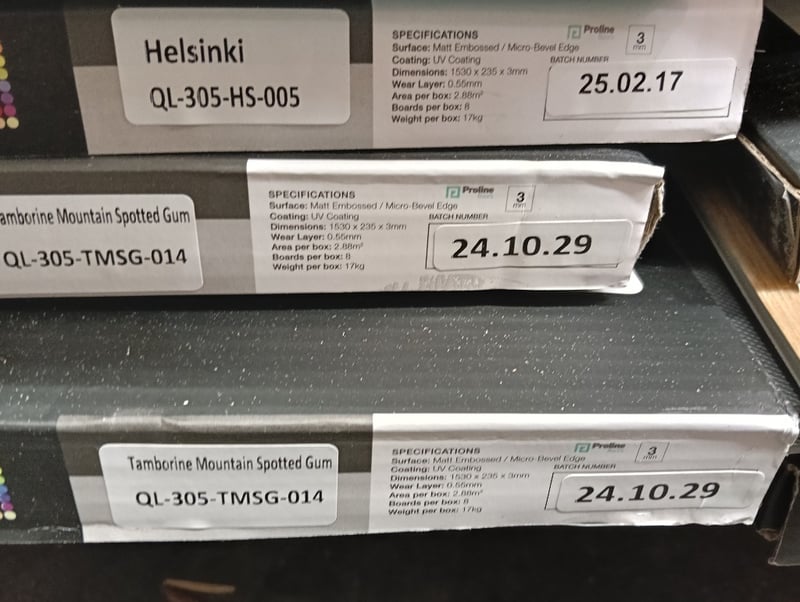 Helsinki
QL-305-HS-005
SPECIFICATIONS
Surface: Matt Embossed / Micro-Bevel Edge
Coating: UV Coating
Dimensions: 1530 x 235 x 3mm
Wear Layer: 0.55mm
Area per box: 2.88m²
Boards per box: 8
Weight per box: 17kg
Proline
3
mm
BATCH NUMBER
25.02.17
amborine Mountain Spotted Gum
QL-305-TMSG-014
SPECIFICATIONS
Surface: Matt Embossed / Micro-Bevel Edge
Coating: UV Coating
Dimensions: 1530 x 235 x 3mm
Wear Layer: 0.55mm
Area per box: 2.88m²
Boards per box: 8
Weight per box: 17kg
Proline
3
mm
BATCH NUMBER
24.10.29
Tamborine Mountain Spotted Gum
QL-305-TMSG-014
SPECIFICATIONS
Surface: Matt Embossed / Micro-Bevel Edge
Coating: UV Coating
Dimensions: 1530 x 235 x 3mm
Wear Layer: 0.55mm
Area per box: 2.88m²
Boards per box: 8
Weight per box: 17kg
Proline
3
mm
BATCH NUMBER
24.10.29